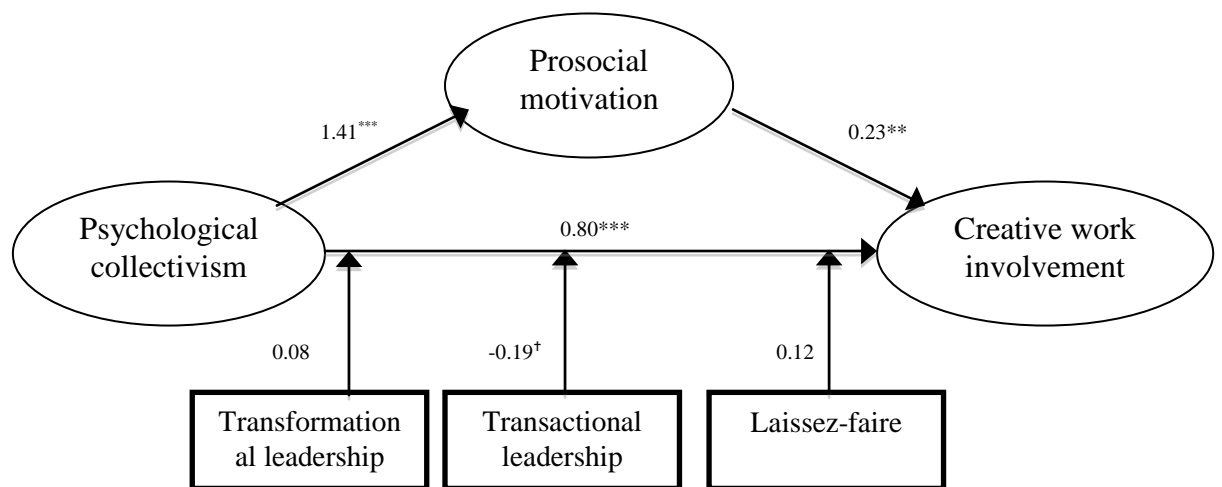 Prosocial
motivation
1.41***
0.23**
Psychological
collectivism
0.80***
Creative work
involvement
0.08
-0.19†
0.12
Transformation
al leadership
Transactional
leadership
Laissez-faire